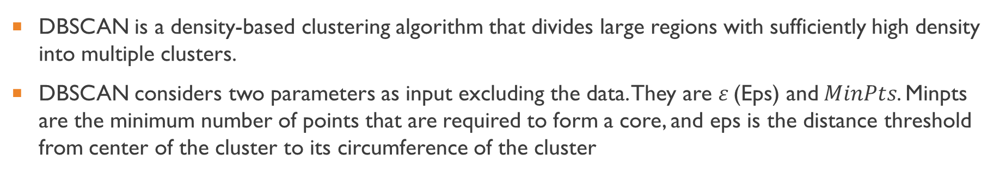 ▪ DBSCAN is a density-based clustering algorithm that divides large regions with sufficiently high density
into multiple clusters.
▪ DBSCAN considers two parameters as input excluding the data. They are ε (Eps) and MinPts. Minpts
are the minimum number of points that are required to form a core, and eps is the distance threshold
from center of the cluster to its circumference of the cluster